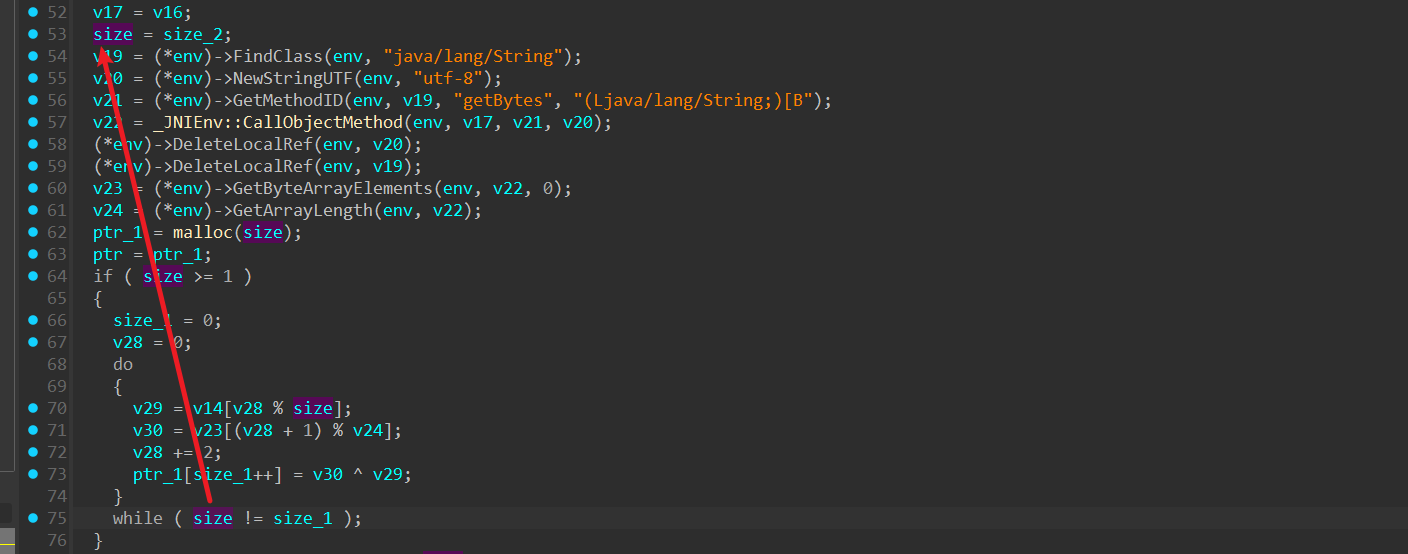 52 v17 = v16;
53 size = size_2;
54 v19 = (*env)->FindClass(env, "java/lang/String");
55 v20 = (*env)->NewStringUTF(env, "utf-8");
56 v21 = (*env)->GetMethodID(env, v19, "getBytes", "(Ljava/lang/String;)[B");
57 v22 = _JNIEnv::CallObjectMethod(env, v17, v21, v20);
58 (*env)->DeleteLocalRef(env, v20);
59 (*env)->DeleteLocalRef(env, v19);
60 v23 = (*env)->GetByteArrayElements(env, v22, 0);
61 v24 = (*env)->GetArrayLength(env, v22);
62 ptr_1 = malloc(size);
63 ptr = ptr_1;
64 if ( size >= 1 )
65 {
66 size_1 = 0;
67 v28 = 0;
68 do
69 {
70 v29 = v14[v28 % size];
71 v30 = v23[(v28 + 1) % v24];
72 v28 += 2;
73 ptr_1[size_1++] = v30 ^ v29;
74 }
75 while ( size != size_1 );
76 }